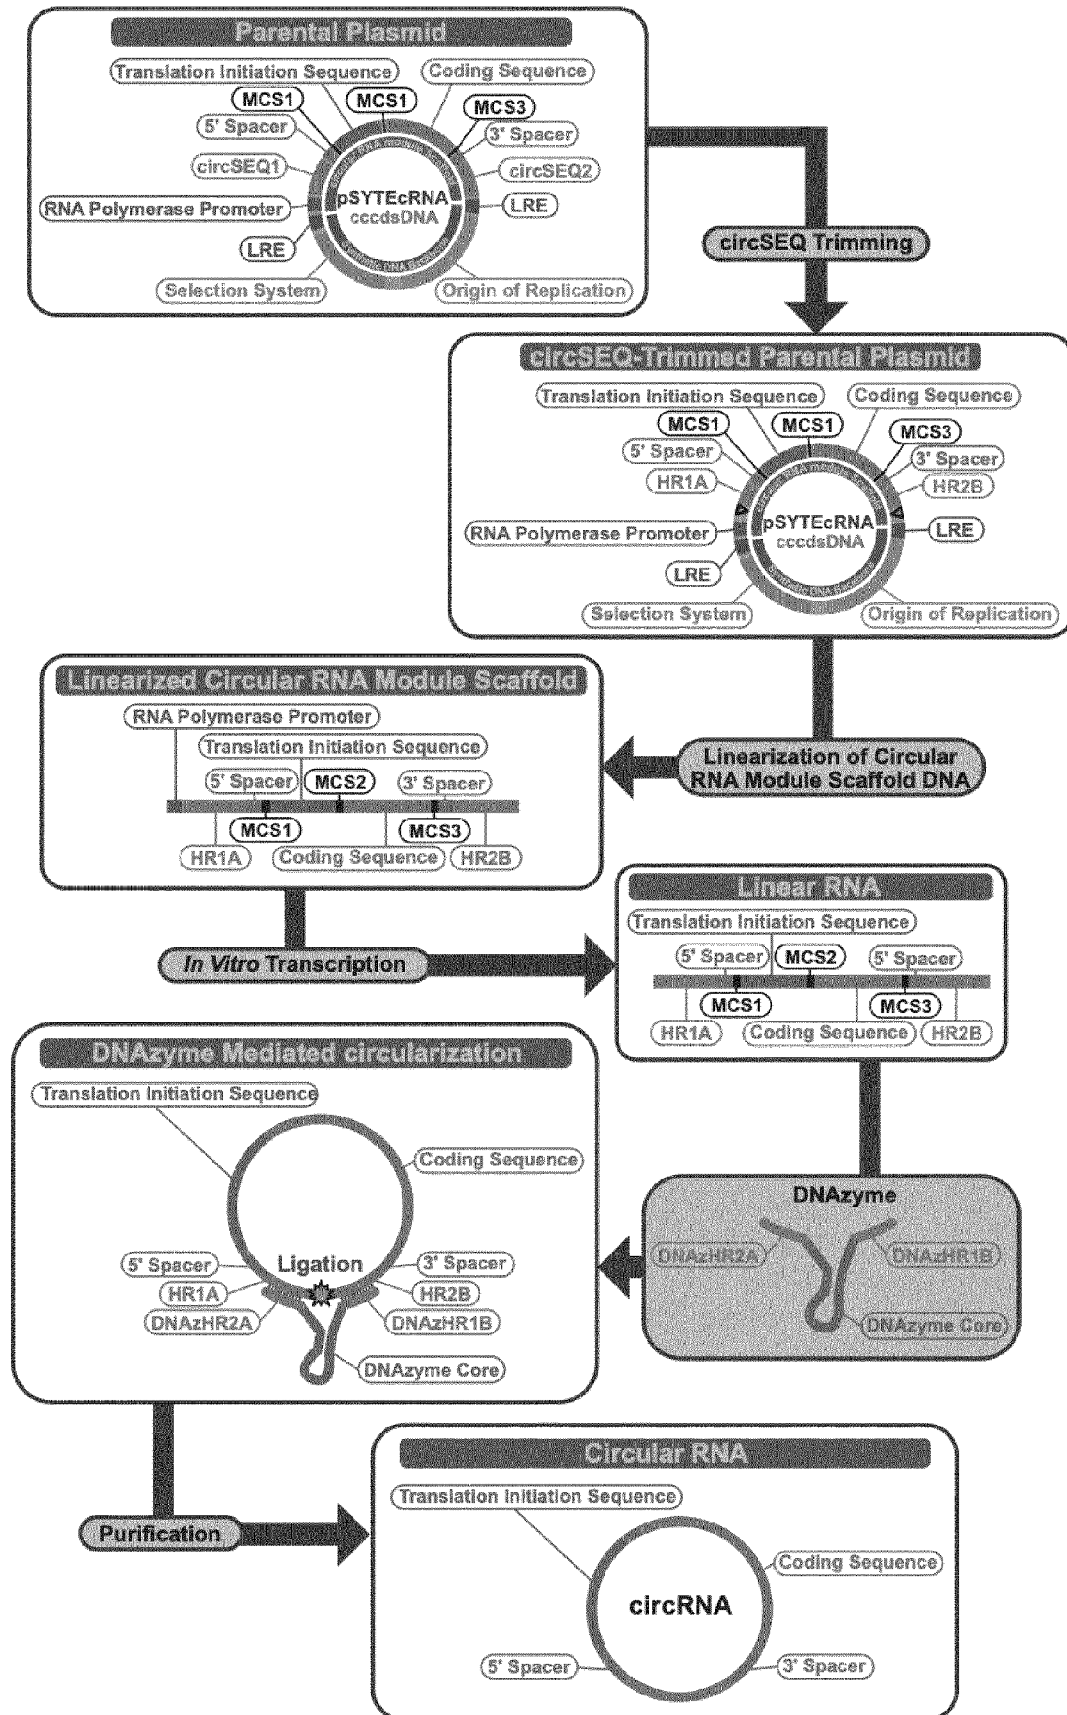 Parental Plasmid
Translation Initiation Sequence
Coding Sequence
MCS1
MCS1
MCS3
5' Spacer
3' Spacer
circSEQ1
circSEQ2
pSYTEcRNA
cccdsDNA
RNA Polymerase Promoter
LRE
LRE
Selection System
Origin of Replication
circSEQ Trimming
circSEQ-Trimmed Parental Plasmid
Translation Initiation Sequence
Coding Sequence
MCS1
MCS1
MCS3
5' Spacer
3' Spacer
HR1A
HR2B
pSYTEcRNA
cccdsDNA
RNA Polymerase Promoter
LRE
LRE
Selection System
Origin of Replication
Linearization of Circular
RNA Module Scaffold DNA
Linearized Circular RNA Module Scaffold
RNA Polymerase Promoter
Translation Initiation Sequence
5' Spacer
MCS2
3' Spacer
MCS1
MCS3
HR1A
Coding Sequence
HR2B
In Vitro Transcription
Linear RNA
Translation Initiation Sequence
5' Spacer
MCS2
5' Spacer
MCS1
MCS3
HR1A
Coding Sequence
HR2B
DNAzyme
DNAzHR2A
DNAzHR1B
DNAzyme Core
DNAzyme Mediated circularization
Translation Initiation Sequence
Coding Sequence
5' Spacer
Ligation
3' Spacer
HR1A
HR2B
DNAzHR2A
DNAzHR1B
DNAzyme Core
Purification
Circular RNA
Translation Initiation Sequence
Coding Sequence
circRNA
5' Spacer
3' Spacer